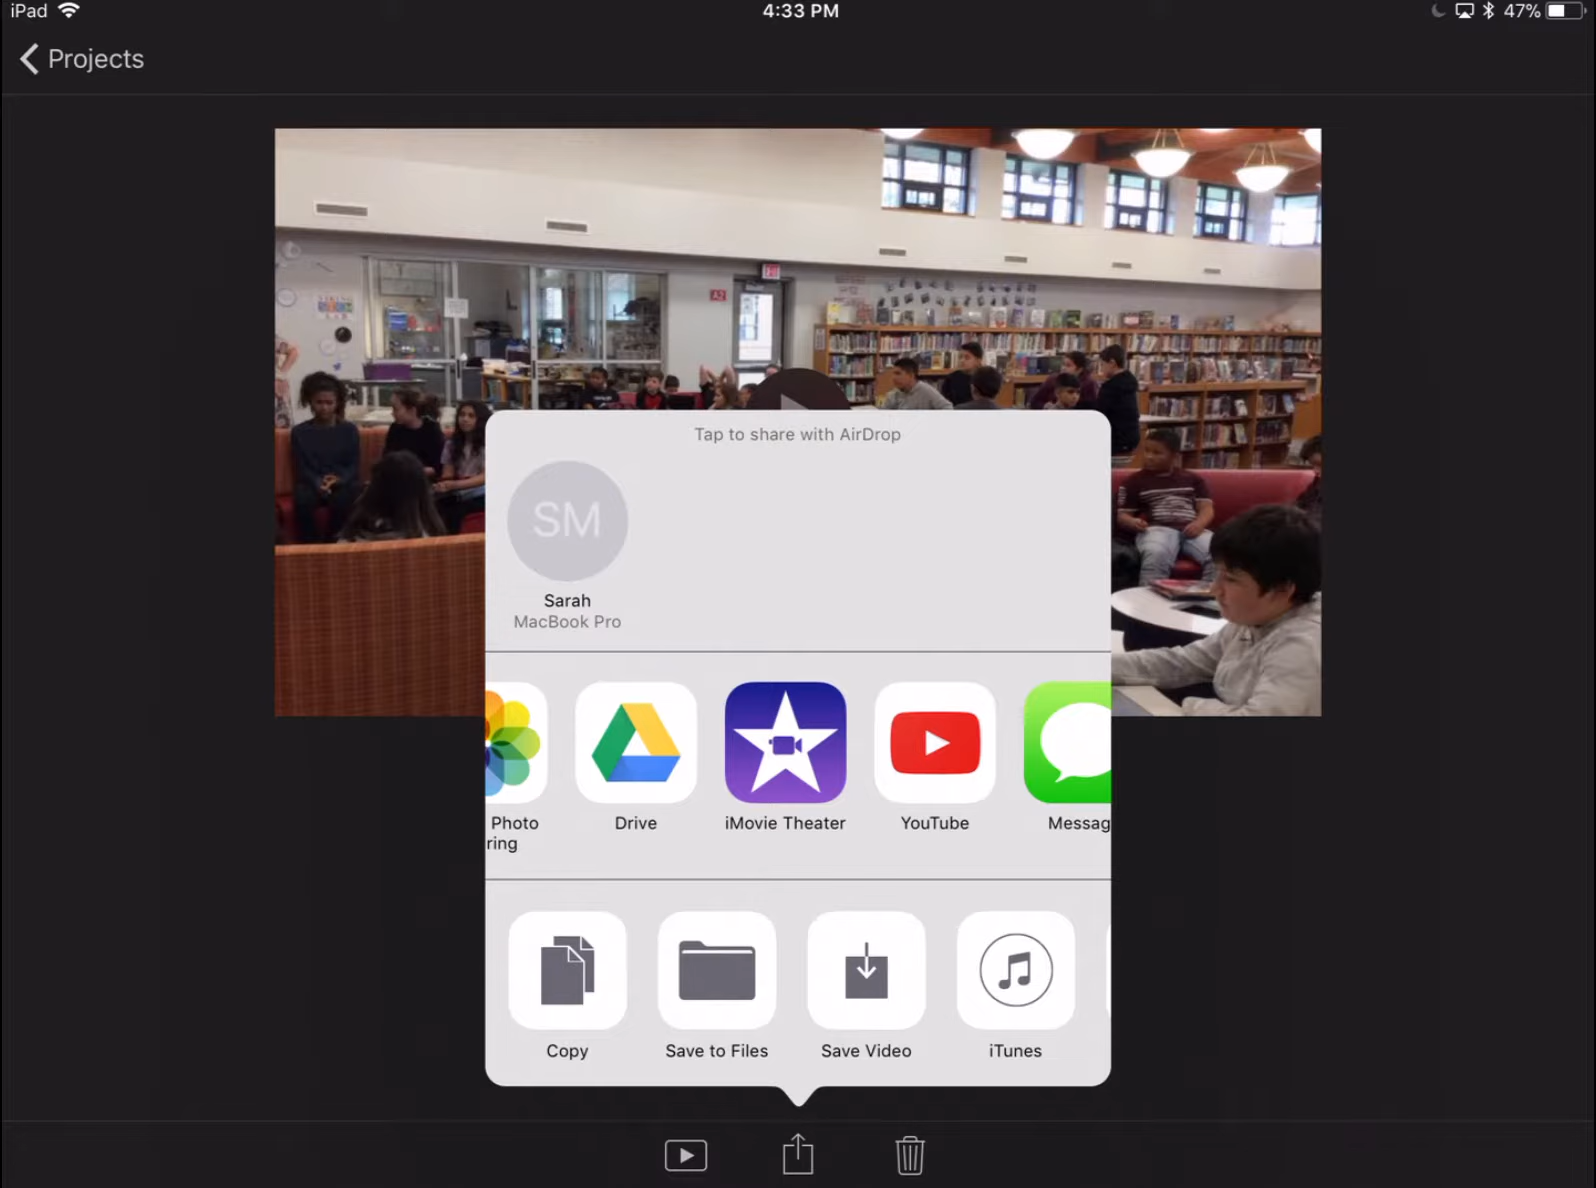 iPad
4:33 PM
47%
Projects
A2
Tap to share with AirDrop
SM
Sarah
MacBook Pro
Photo
ring
Drive
iMovie Theater
YouTube
Messag
Copy
Save to Files
Save Video
iTunes